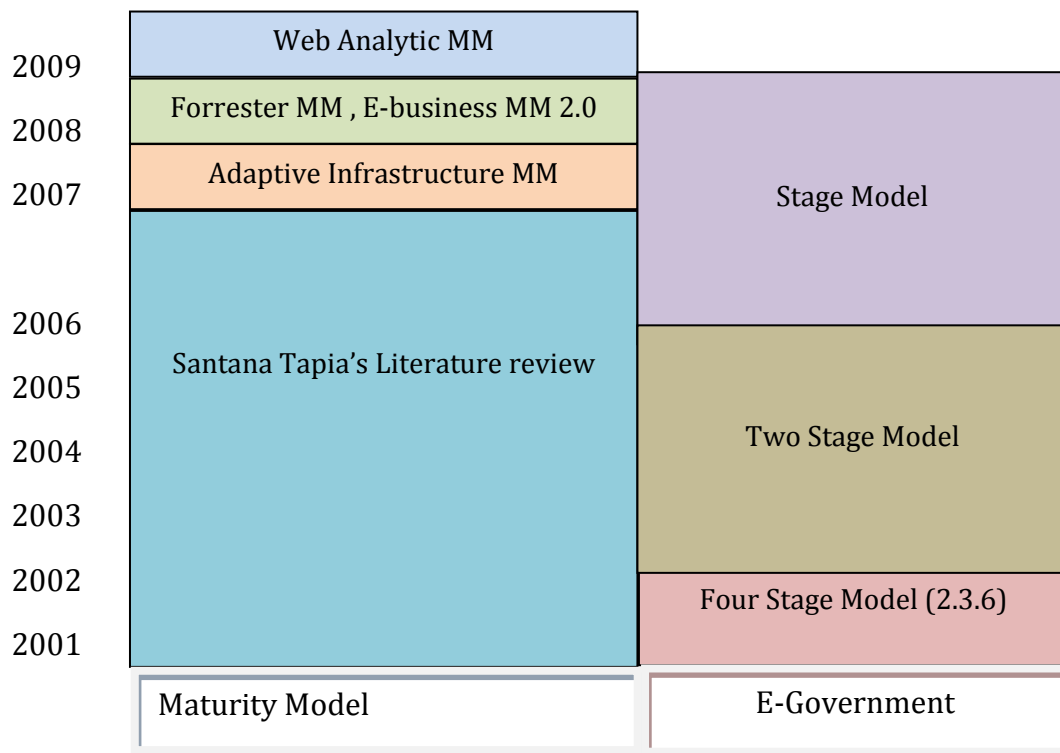 Web Analytic MM
2009
Forrester MM , E-business MM 2.0
2008
Adaptive Infrastructure MM
2007
Stage Model
2006
Santana Tapia’s Literature review
2005
Two Stage Model
2004
2003
2002
Four Stage Model (2.3.6)
2001
Maturity Model
E-Government